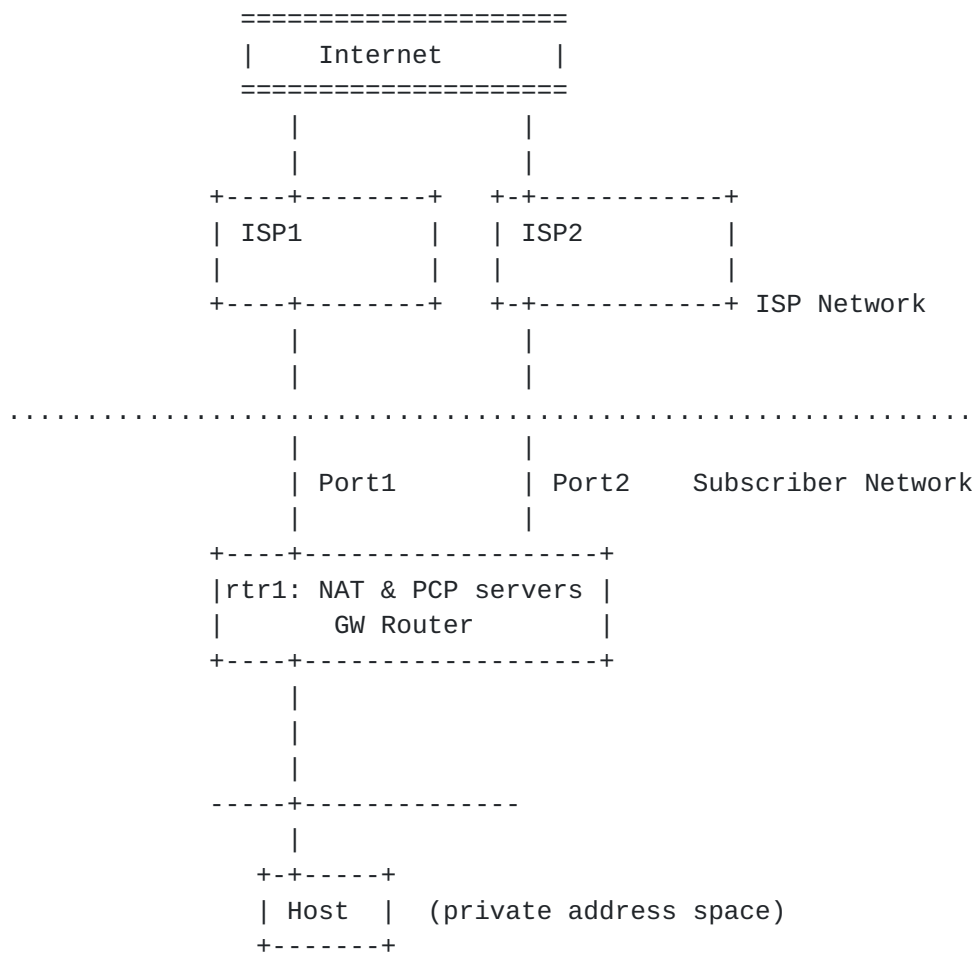 Internet
ISP1 ISP2
ISP Network
Port1 Port2 Subscriber Network
rtr1: NAT & PCP servers
GW Router
Host (private address space)